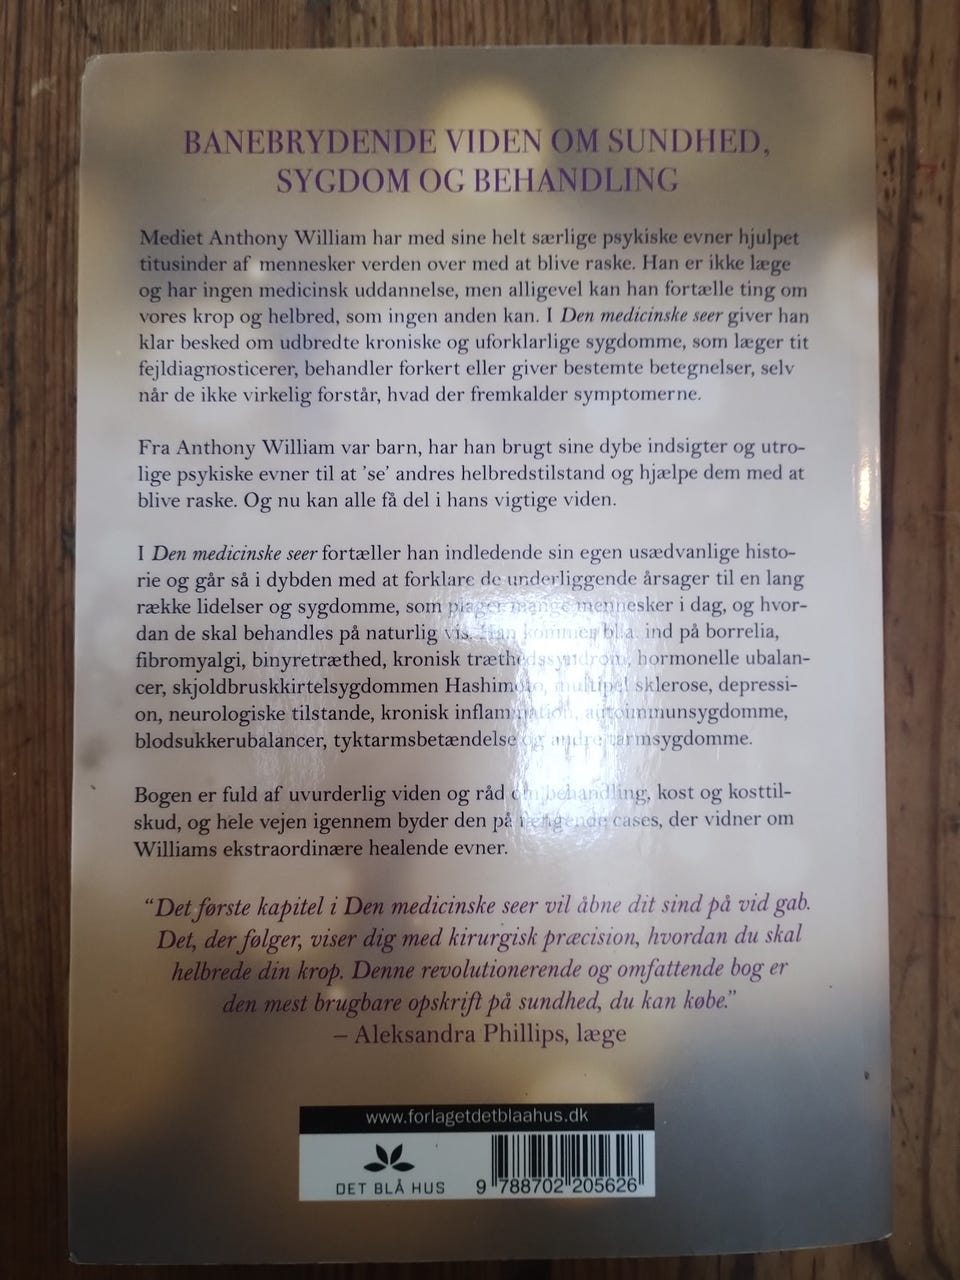 BANEBRYDENDE VIDEN OM SUNDHED,
SYGDOM OG BEHANDLING
Mediet Anthony William har med sine helt særlige psykiske evner hjulpet
titusinder af mennesker verden over med at blive raske. Han er ikke læge
og har ingen medicinsk uddannelse, men alligevel kan han fortælle ting om
vores krop og helbred, som ingen anden kan. I Den medicinske seer giver han
klar besked om udbredte kroniske og uforklarlige sygdomme, som læger tit
fejldiagnosticerer, behandler forkert eller giver bestemte betegnelser, selv
når de ikke virkelig forstår, hvad der fremkalder symptomerne.
Fra Anthony William var barn, har han brugt sine dybe indsigter og utro-
lige psykiske evner til at 'se' andres helbredstilstand og hjælpe dem med at
blive raske. Og nu kan alle få del i hans vigtige viden.
I Den medicinske seer fortæller han indledende sin egen usædvanlige histo-
rie og går så i dybden med at forklare de underliggende årsager til en lang
række lidelser og sygdomme, som plager mange mennesker i dag, og hvor-
dan de skal behandles på naturlig vis. Han kommer bl.a. ind på borrelia,
fibromyalgi, binyretræthed, kronisk træthedssyndrom, hormonelle ubalan-
cer, skjoldbruskkirtelsygdommen Hashimoto, multipel sklerose, depressi-
on, neurologiske tilstande, kronisk inflammation, autoimmunsygdomme,
blodsukkerubalancer, tyktarmsbetændelse og andre tarmsygdomme.
Bogen er fuld af uvurderlig viden og råd om behandling, kost og kosttil-
skud, og hele vejen igennem byder den på cases, der vidner om
Williams ekstraordinære healende evner.
"Det første kapitel i Den medicinske seer vil åbne dit sind på vid gab.
Det, der følger, viser dig med kirurgisk præcision, hvordan du skal
helbrede din krop. Denne revolutionerende og omfattende bog er
den mest brugbare opskrift på sundhed, du kan købe."
– Aleksandra Phillips, læge
www.forlagetdetblaahus.dk
DET BLÅ HUS
9 788702 205626